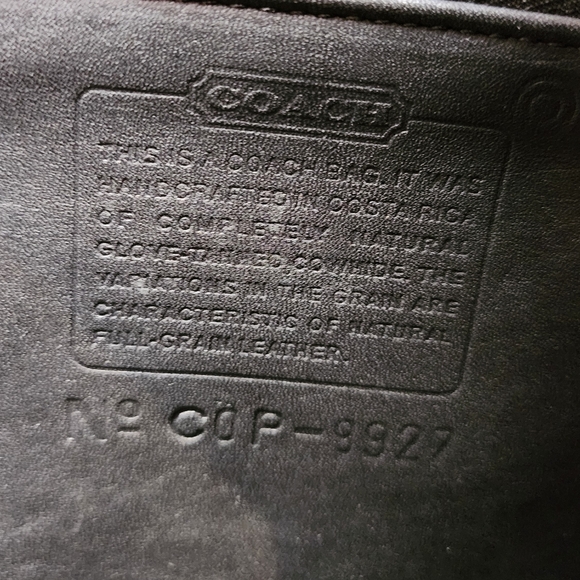 COACH
THIS IS A COACH BAG. IT WAS
HANDCRAFTED IN COSTA RICA
OF COMPLETELY NATURAL
GLOVE-TANNED COWHIDE. THE
VARIATIONS IN THE GRAIN ARE
CHARACTERISTIC OF NATURAL
FULL-GRAIN LEATHER.
No C0P-9927